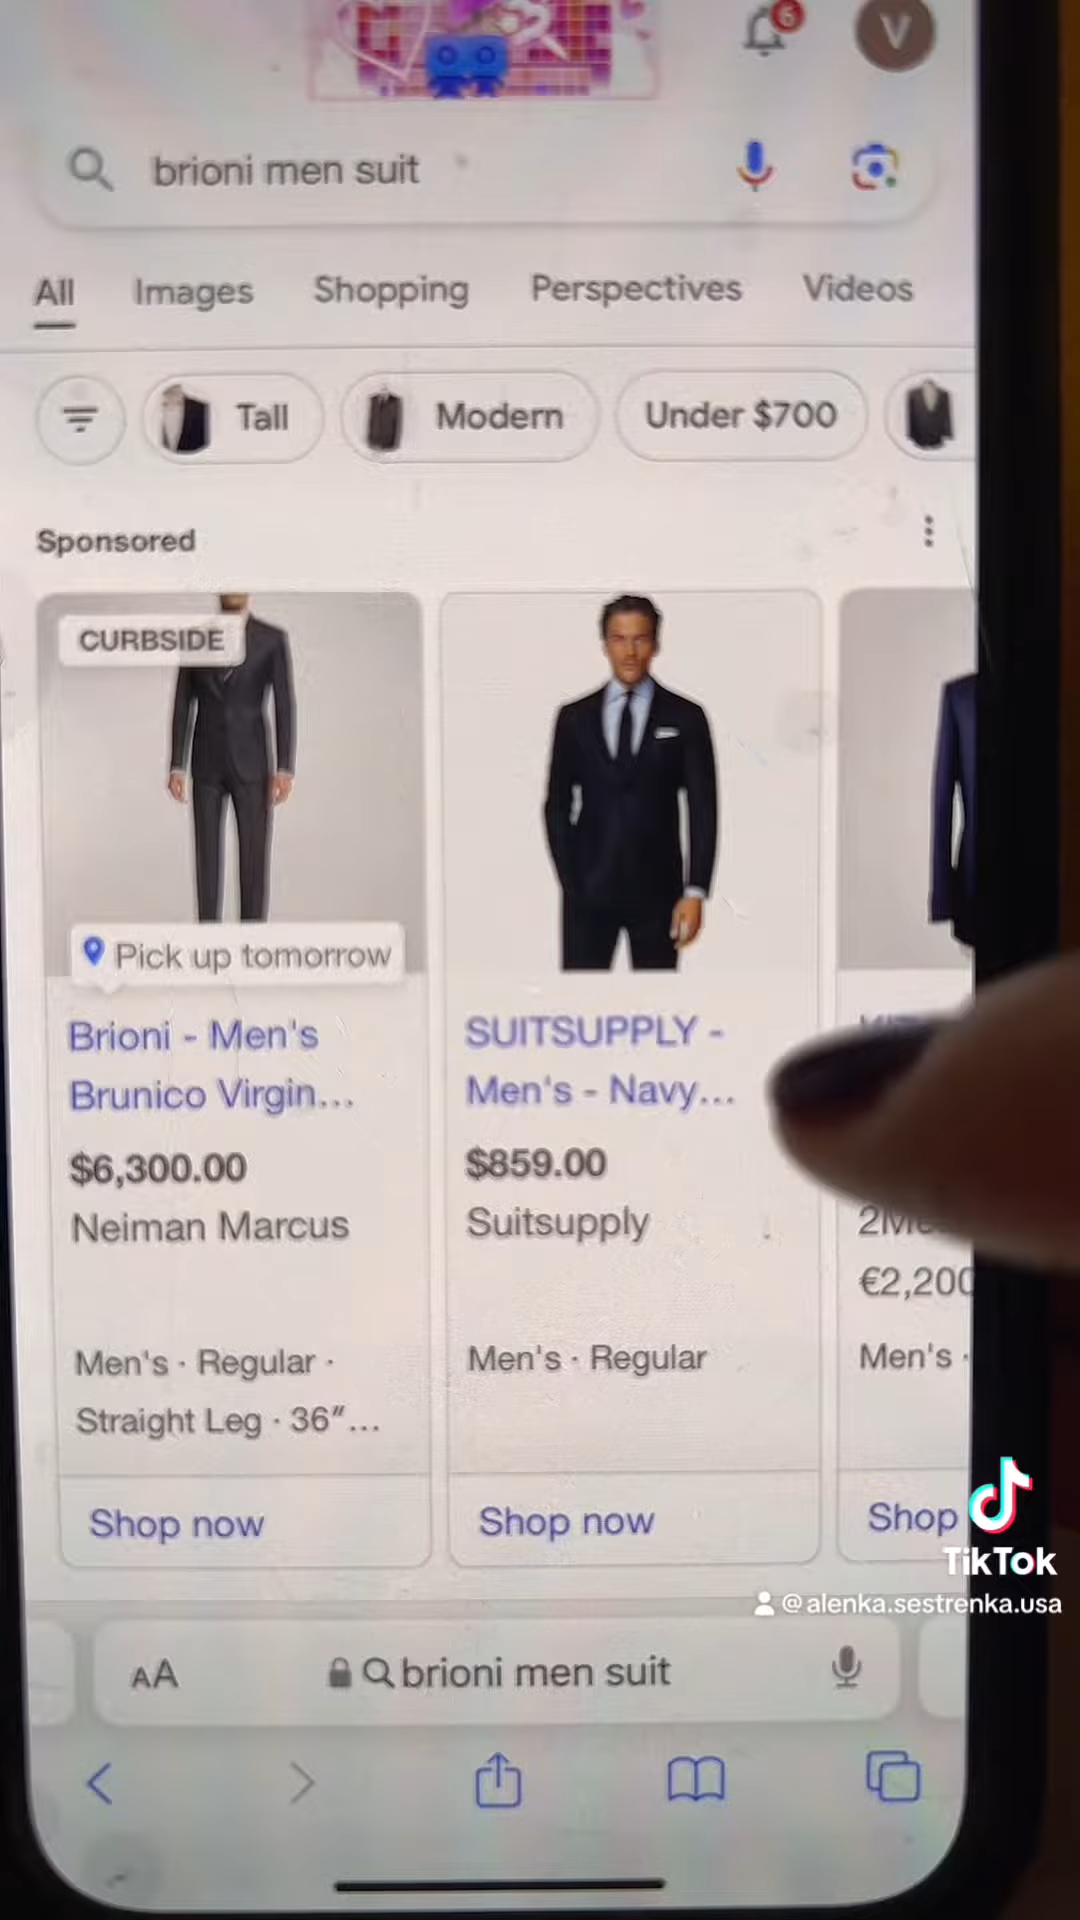 6
V
brioni men suit
All Images Shopping Perspectives Videos
Tall Modern Under $700
Sponsored
CURBSIDE
Pick up tomorrow
Brioni - Men's
Brunico Virgin...
$6,300.00
Neiman Marcus
Men's · Regular ·
Straight Leg · 36"...
Shop now
SUITSUPPLY -
Men's - Navy...
$859.00
Suitsupply
Men's · Regular
Shop now
€2,200
Men's ·
Shop
TikTok
@alenka.sestrenka.usa
AA brioni men suit